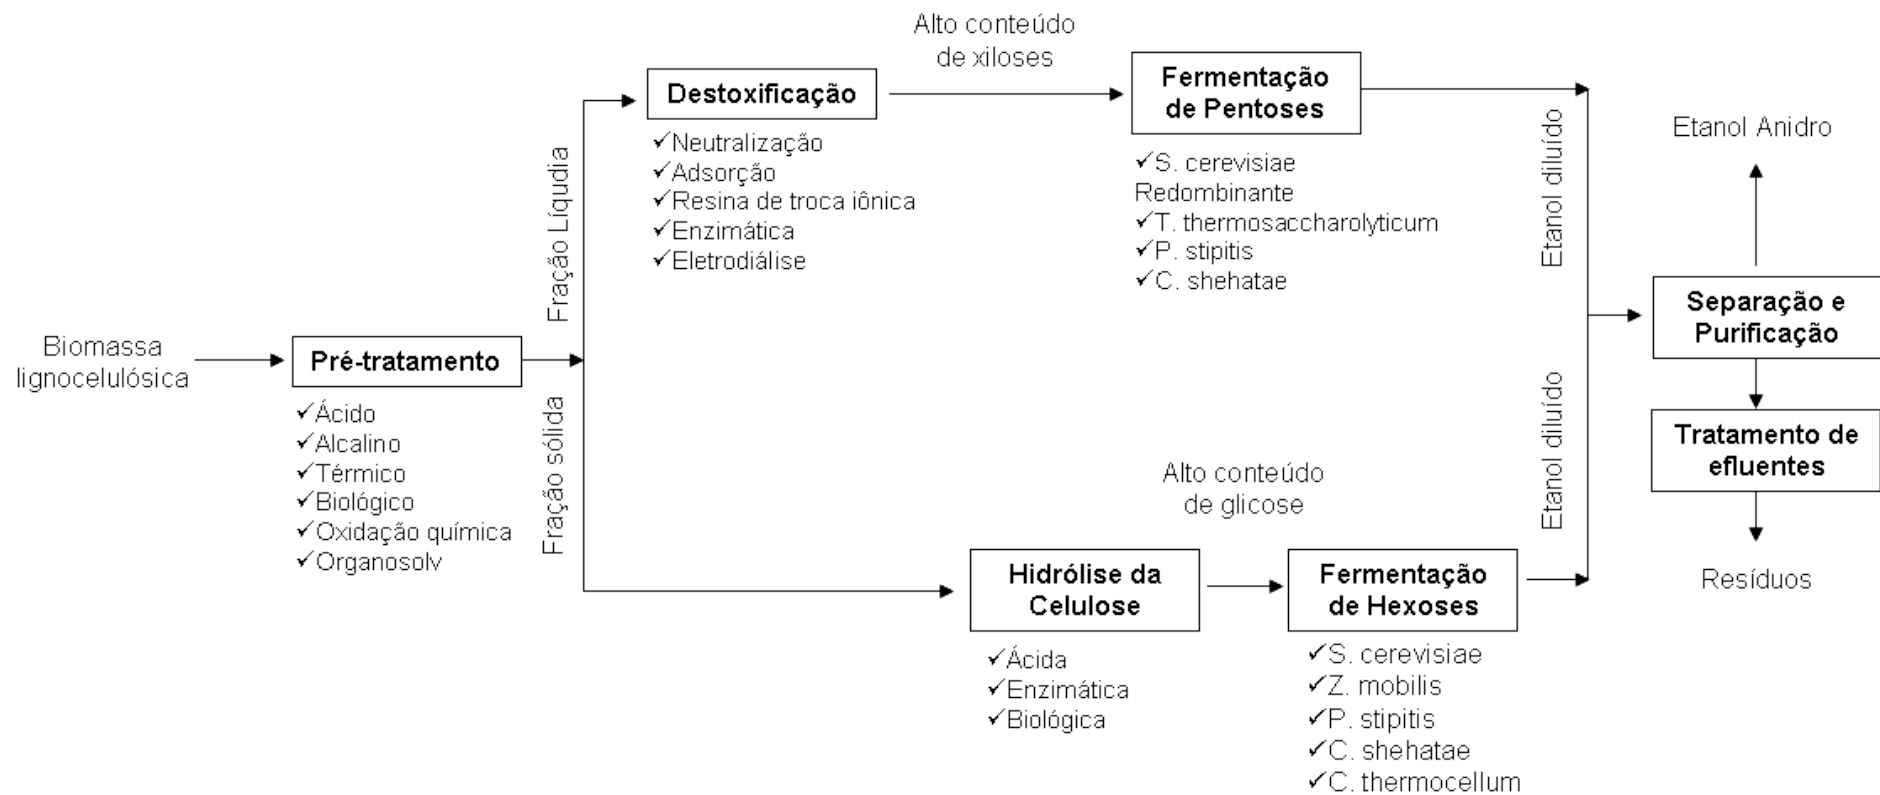 Biomassa
lignocelulósica
Pré-tratamento
✓Ácido
✓Alcalino
✓Térmico
✓Biológico
✓Oxidação química
✓Organosolv
Fração Líqudia
Fração sólida
Destoxificação
✓Neutralização
✓Adsorção
✓Resina de troca iônica
✓Enzimática
✓Eletrodiálise
Alto conteúdo
de xiloses
Fermentação
de Pentoses
✓S. cerevisiae
Redombinante
✓T. thermosaccharolyticum
✓P. stipitis
✓C. shehatae
Etanol diluído
Hidrólise da
Celulose
✓Ácida
✓Enzimática
✓Biológica
Alto conteúdo
de glicose
Fermentação
de Hexoses
✓S. cerevisiae
✓Z. mobilis
✓P. stipitis
✓C. shehatae
✓C. thermocellum
Etanol diluído
Etanol Anidro
Separação e
Purificação
Tratamento de
efluentes
Resíduos